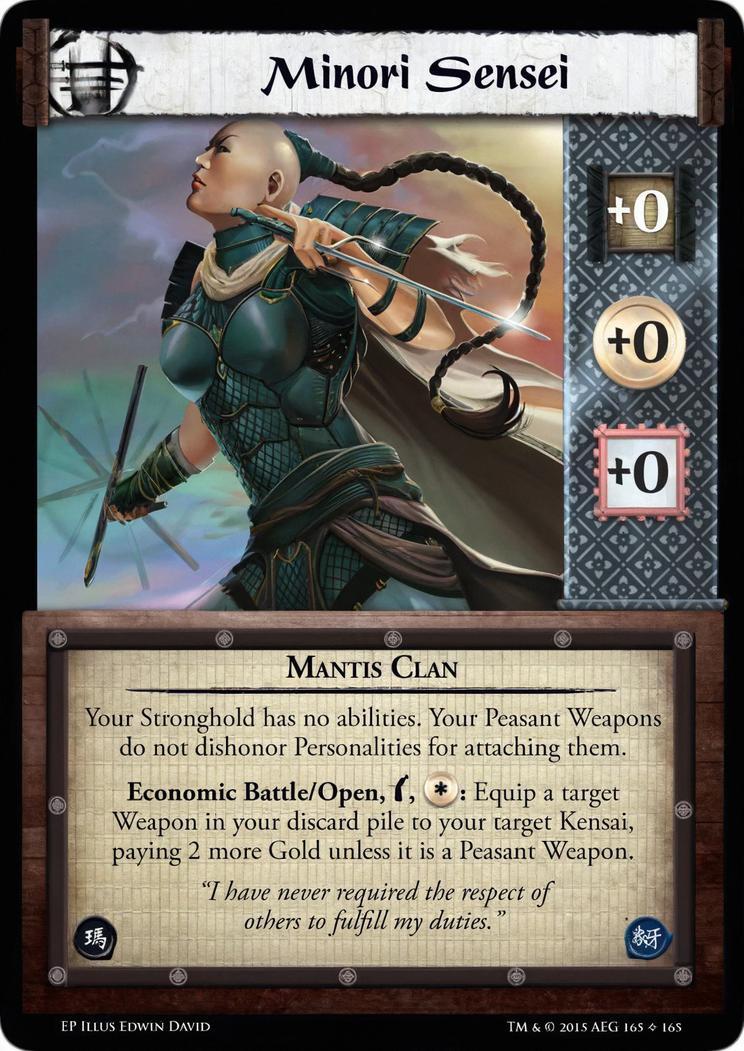 Minori Sensei
+0
+0
+0
Mantis Clan
Your Stronghold has no abilities. Your Peasant Weapons
do not dishonor Personalities for attaching them.
Economic Battle/Open, , *: Equip a target
Weapon in your discard pile to your target Kensai,
paying 2 more Gold unless it is a Peasant Weapon.
"I have never required the respect of
others to fulfill my duties."
瑪
象牙
EP Illus Edwin David
TM & © 2015 AEG 165 ⟡ 165